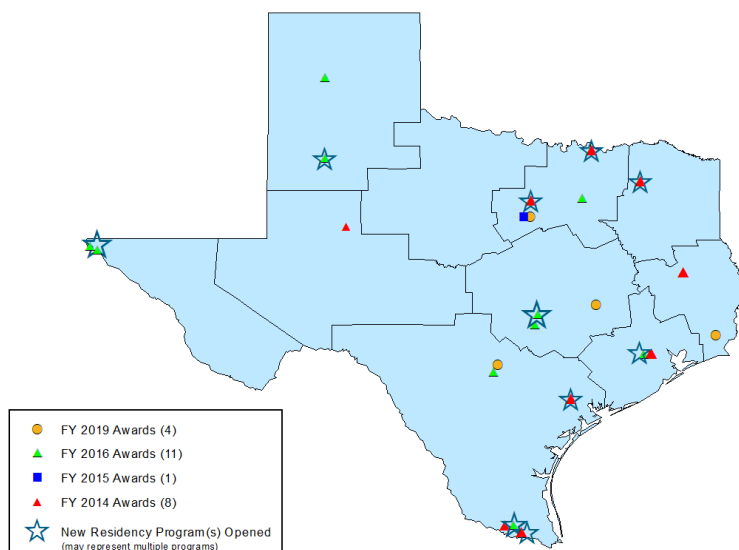 FY 2019 Awards (4)
FY 2016 Awards (11)
FY 2015 Awards (1)
FY 2014 Awards (8)
New Residency Program(s) Opened
(may represent multiple programs)